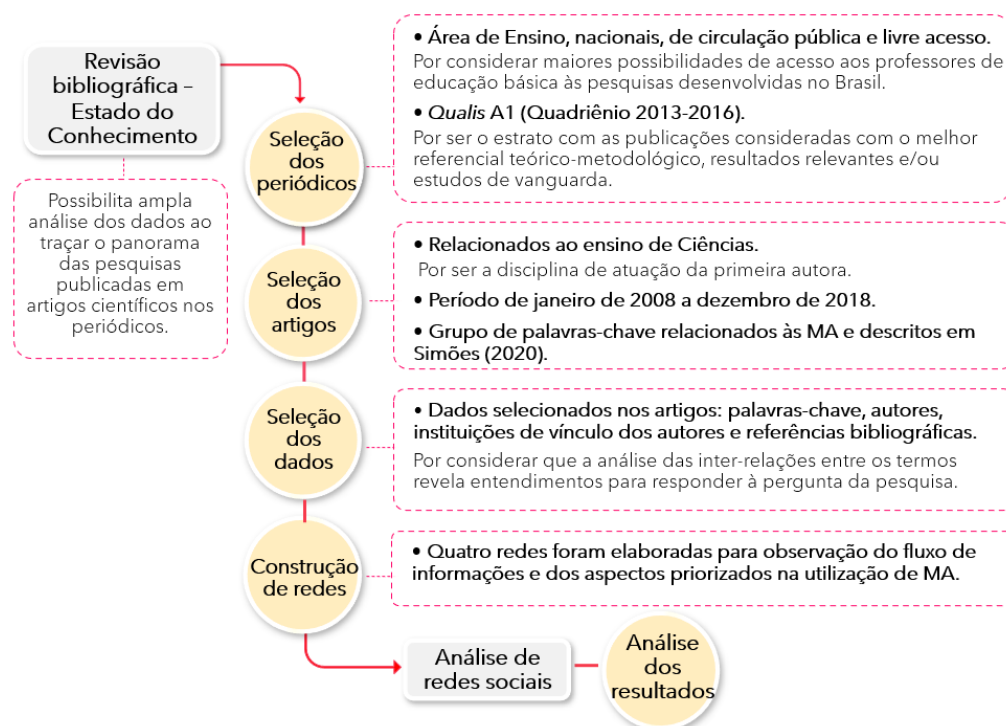 Revisão
bibliográfica –
Estado do
Conhecimento
Possibilita ampla
análise dos dados ao
traçar o panorama
das pesquisas
publicadas em
artigos científicos nos
periódicos.
Seleção
dos
periódicos
• Área de Ensino, nacionais, de circulação pública e livre acesso.
Por considerar maiores possibilidades de acesso aos professores de
educação básica às pesquisas desenvolvidas no Brasil.
• Qualis A1 (Quadriênio 2013-2016).
Por ser o estrato com as publicações consideradas com o melhor
referencial teórico-metodológico, resultados relevantes e/ou
estudos de vanguarda.
Seleção
dos
artigos
• Relacionados ao ensino de Ciências.
Por ser a disciplina de atuação da primeira autora.
• Período de janeiro de 2008 a dezembro de 2018.
• Grupo de palavras-chave relacionados às MA e descritos em
Simões (2020).
Seleção
dos
dados
• Dados selecionados nos artigos: palavras-chave, autores,
instituições de vínculo dos autores e referências bibliográficas.
Por considerar que a análise das inter-relações entre os termos
revela entendimentos para responder à pergunta da pesquisa.
Construção
de redes
• Quatro redes foram elaboradas para observação do fluxo de
informações e dos aspectos priorizados na utilização de MA.
Análise de
redes sociais
Análise
dos
resultados